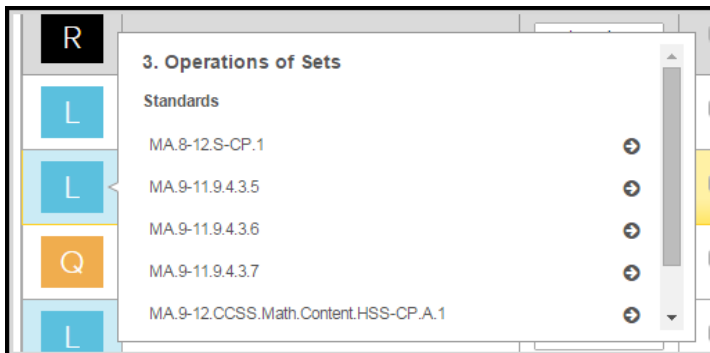 R
3. Operations of Sets
Standards
L
MA.8-12.S-CP.1
L
MA.9-11.9.4.3.5
MA.9-11.9.4.3.6
Q
MA.9-11.9.4.3.7
MA.9-12.CCSS.Math.Content.HSS-CP.A.1
L